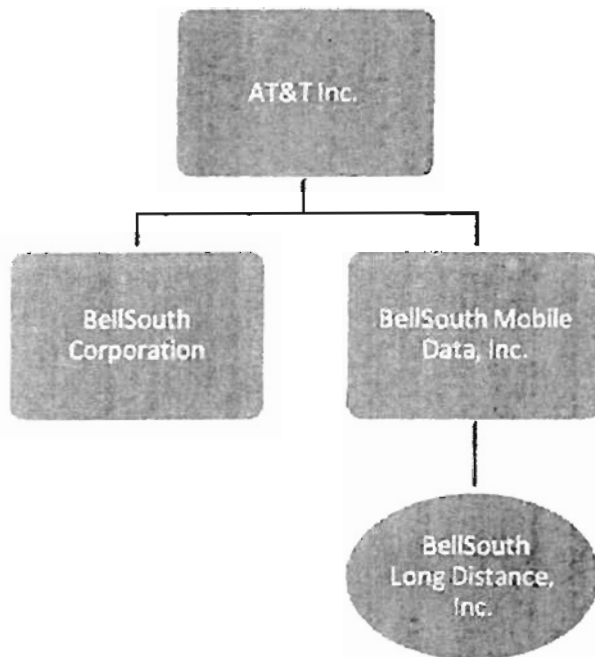 AT&T Inc.
BellSouth
Corporation
BellSouth Mobile
Data, Inc.
BellSouth
Long Distance,
Inc.